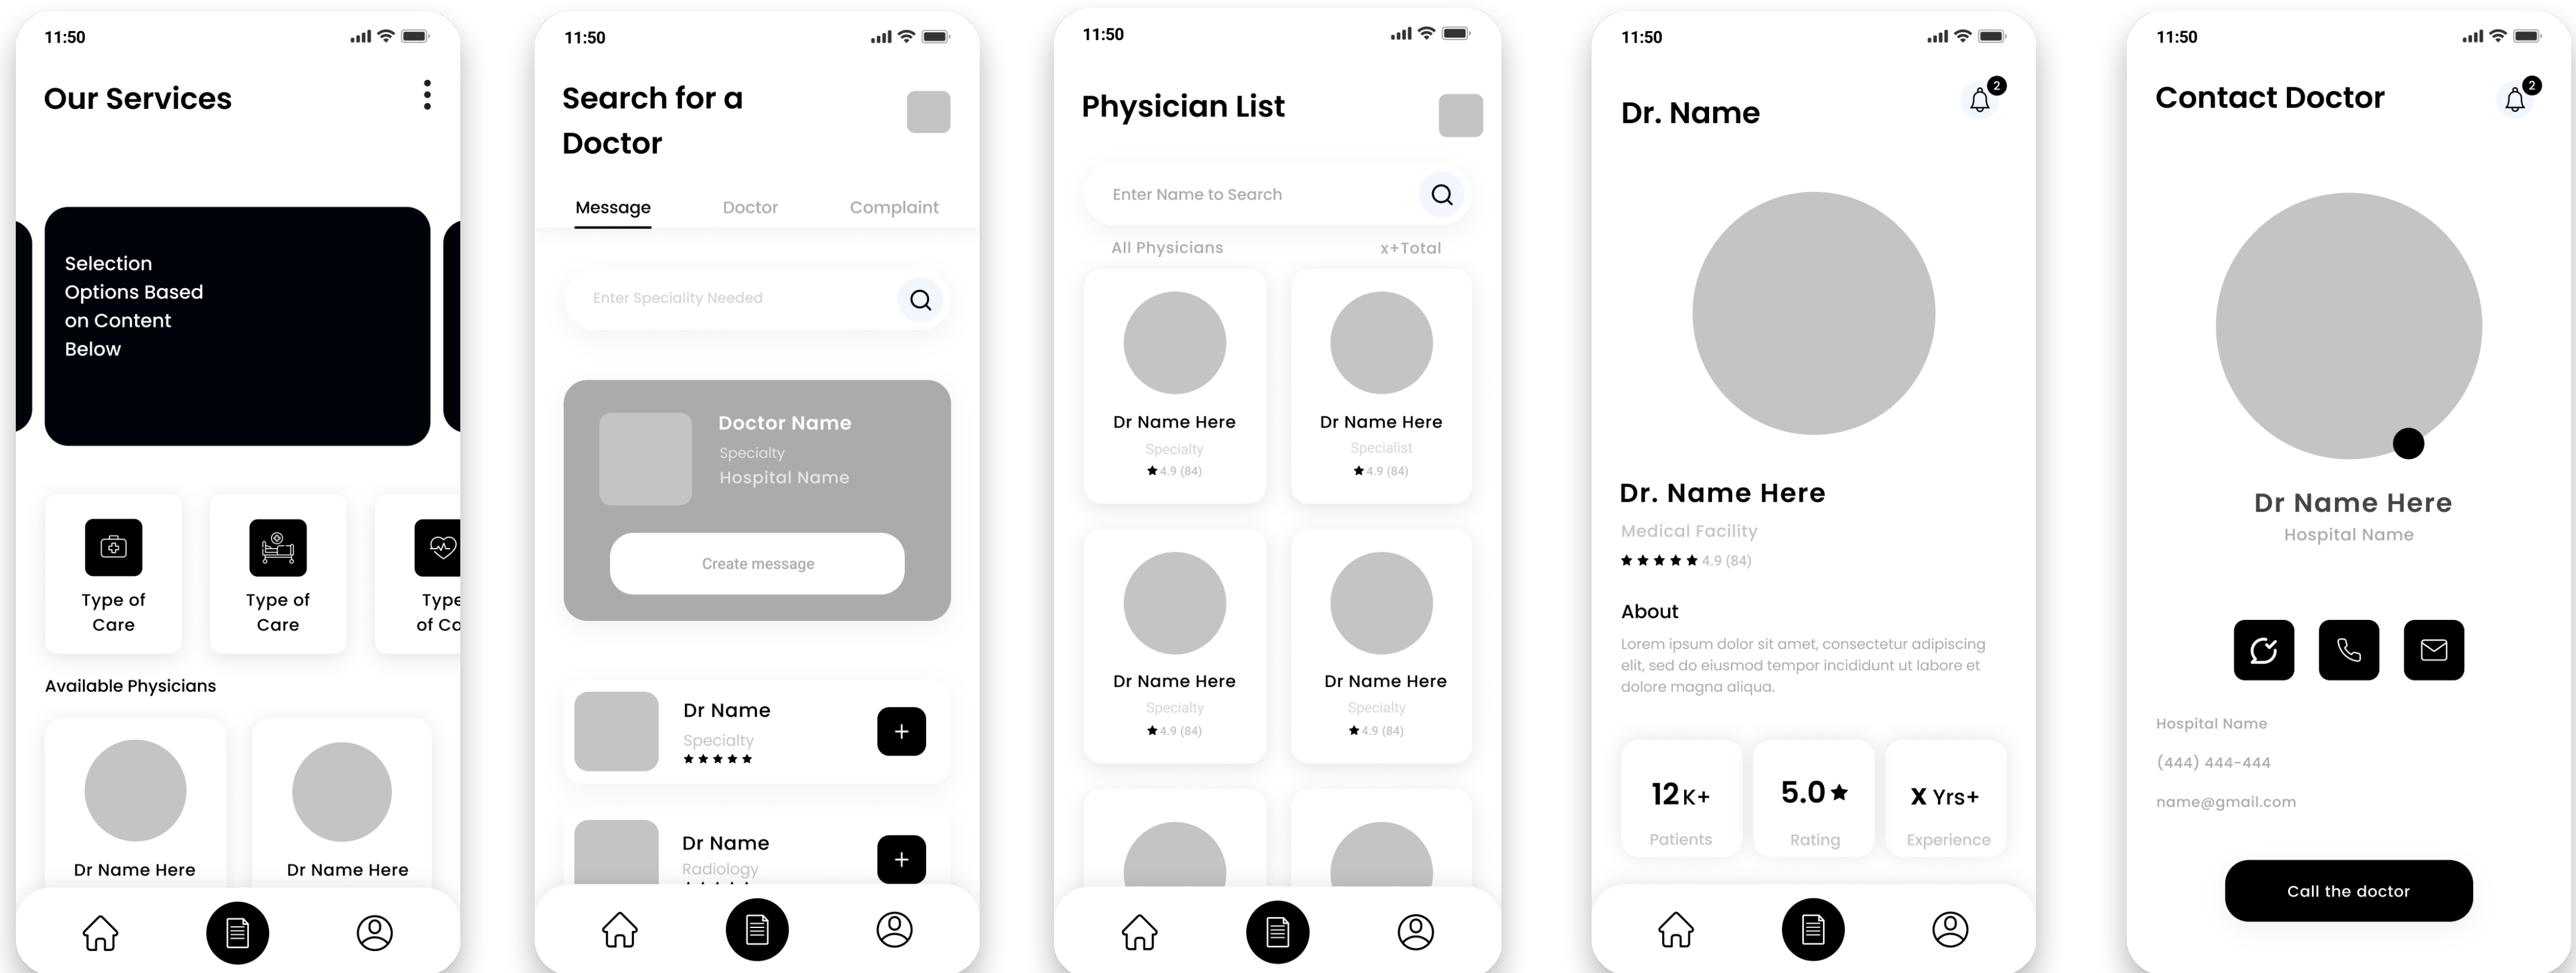 11:50
Our Services
Selection
Options Based
on Content
Below
Type of
Care
Type of
Care
Type
of Ca
Available Physicians
Dr Name Here
Dr Name Here
11:50
Search for a
Doctor
Message
Doctor
Complaint
Enter Speciality Needed
Doctor Name
Specialty
Hospital Name
Create message
Dr Name
Specialty
Dr Name
Radiology
11:50
Physician List
Enter Name to Search
All Physicians
x+Total
Dr Name Here
Specialty
4.9 (84)
Dr Name Here
Specialist
4.9 (84)
Dr Name Here
Specialty
4.9 (84)
Dr Name Here
Specialty
4.9 (84)
11:50
2
Dr. Name
Dr. Name Here
Medical Facility
4.9 (84)
About
Lorem ipsum dolor sit amet, consectetur adipiscing
elit, sed do eiusmod tempor incididunt ut labore et
dolore magna aliqua.
12 K+
Patients
5.0
Rating
x Yrs+
Experience
11:50
2
Contact Doctor
Dr Name Here
Hospital Name
Hospital Name
(444) 444-444
name@gmail.com
Call the doctor